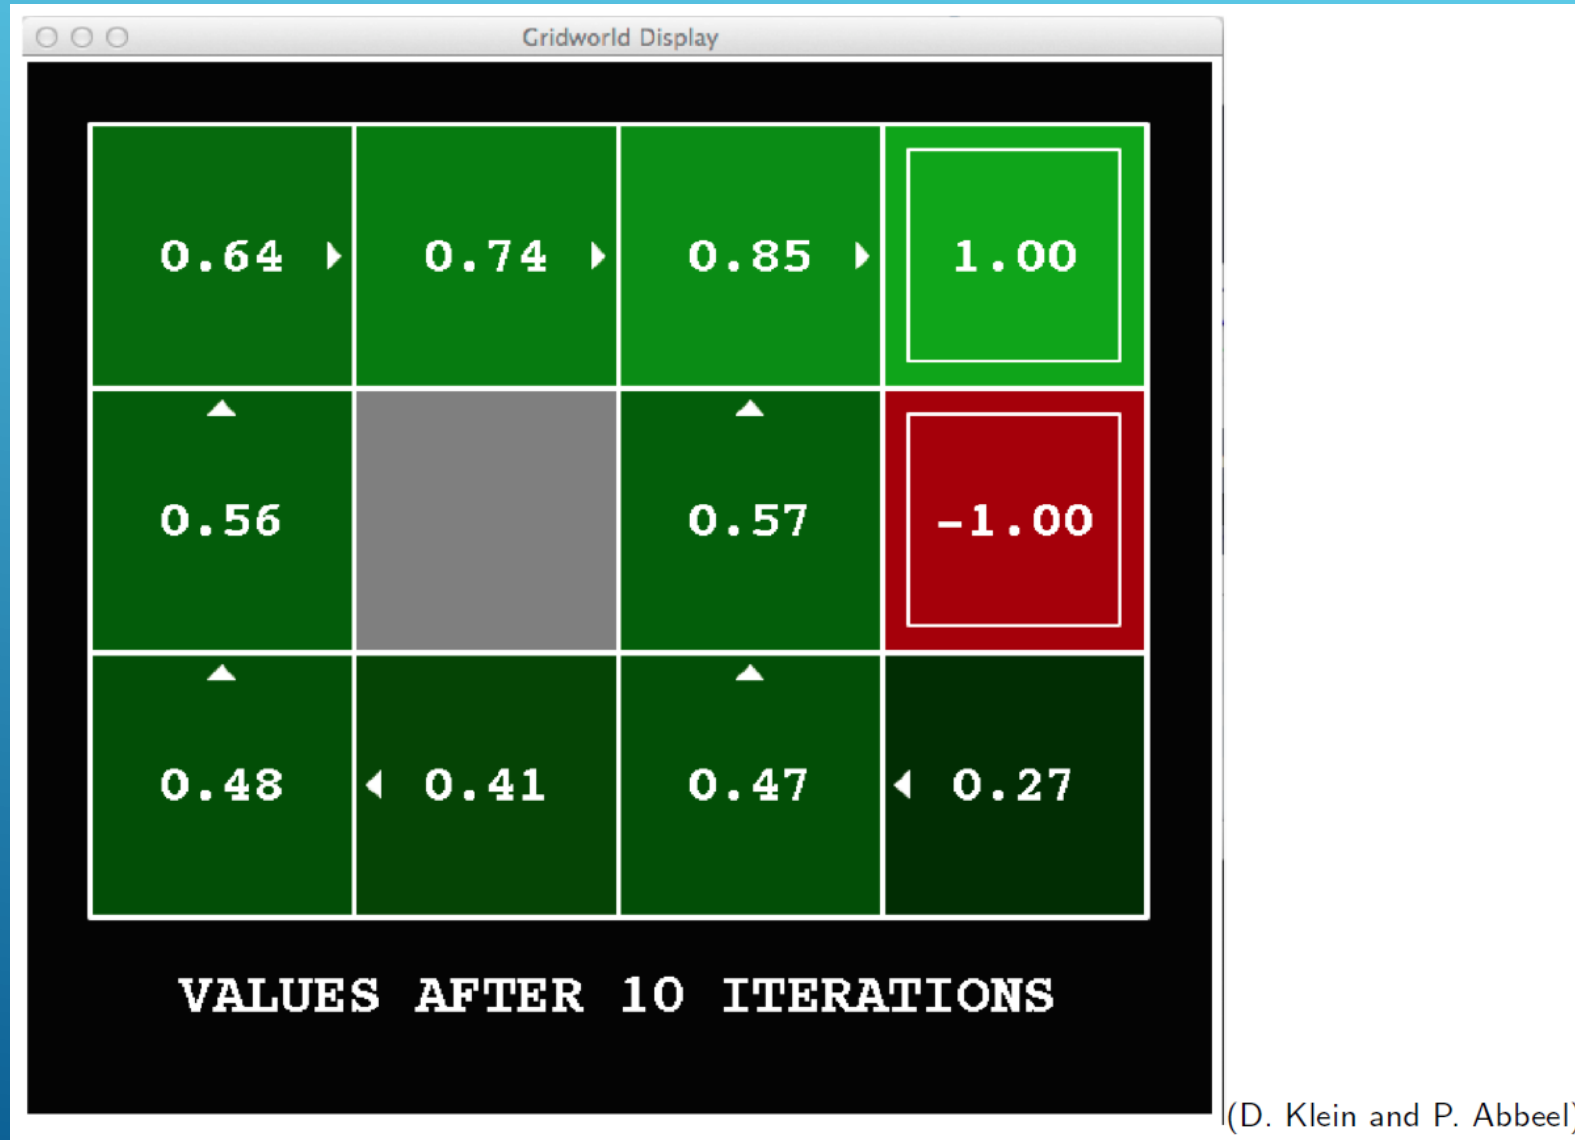 Gridworld Display
0.64 0.74 0.85 1.00
0.56 0.57 -1.00
0.48 0.41 0.47 0.27
VALUES AFTER 10 ITERATIONS
(D. Klein and P. Abbeel)